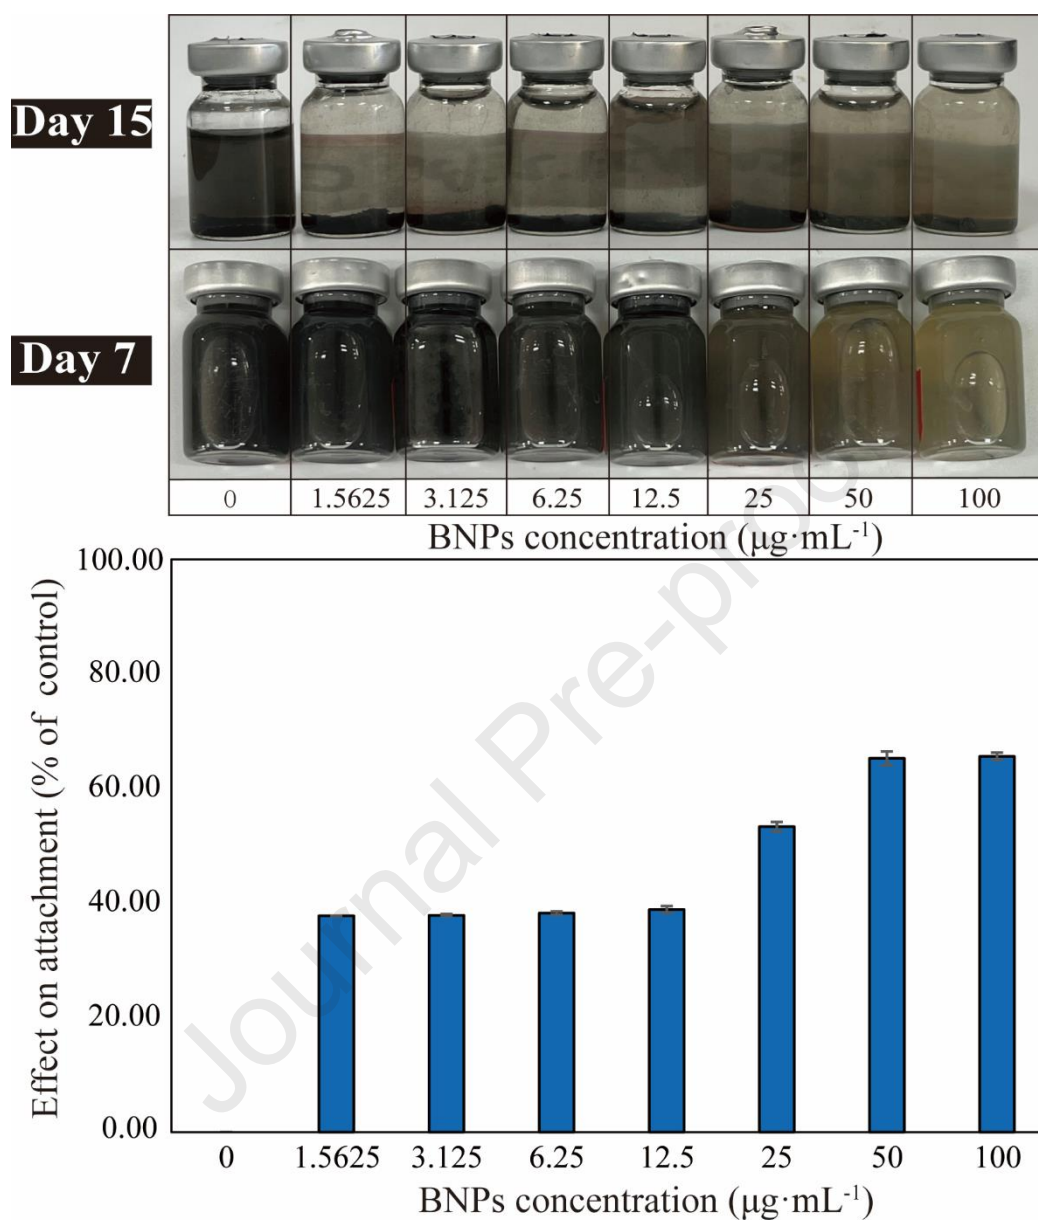 Day 15
Day 7
0 1.5625 3.125 6.25 12.5 25 50 100
BNPs concentration (μg·mL⁻¹)
Effect on attachment (% of control)
100.00
80.00
60.00
40.00
20.00
0.00
0 1.5625 3.125 6.25 12.5 25 50 100
BNPs concentration (μg·mL⁻¹)
Journal Pre-proof